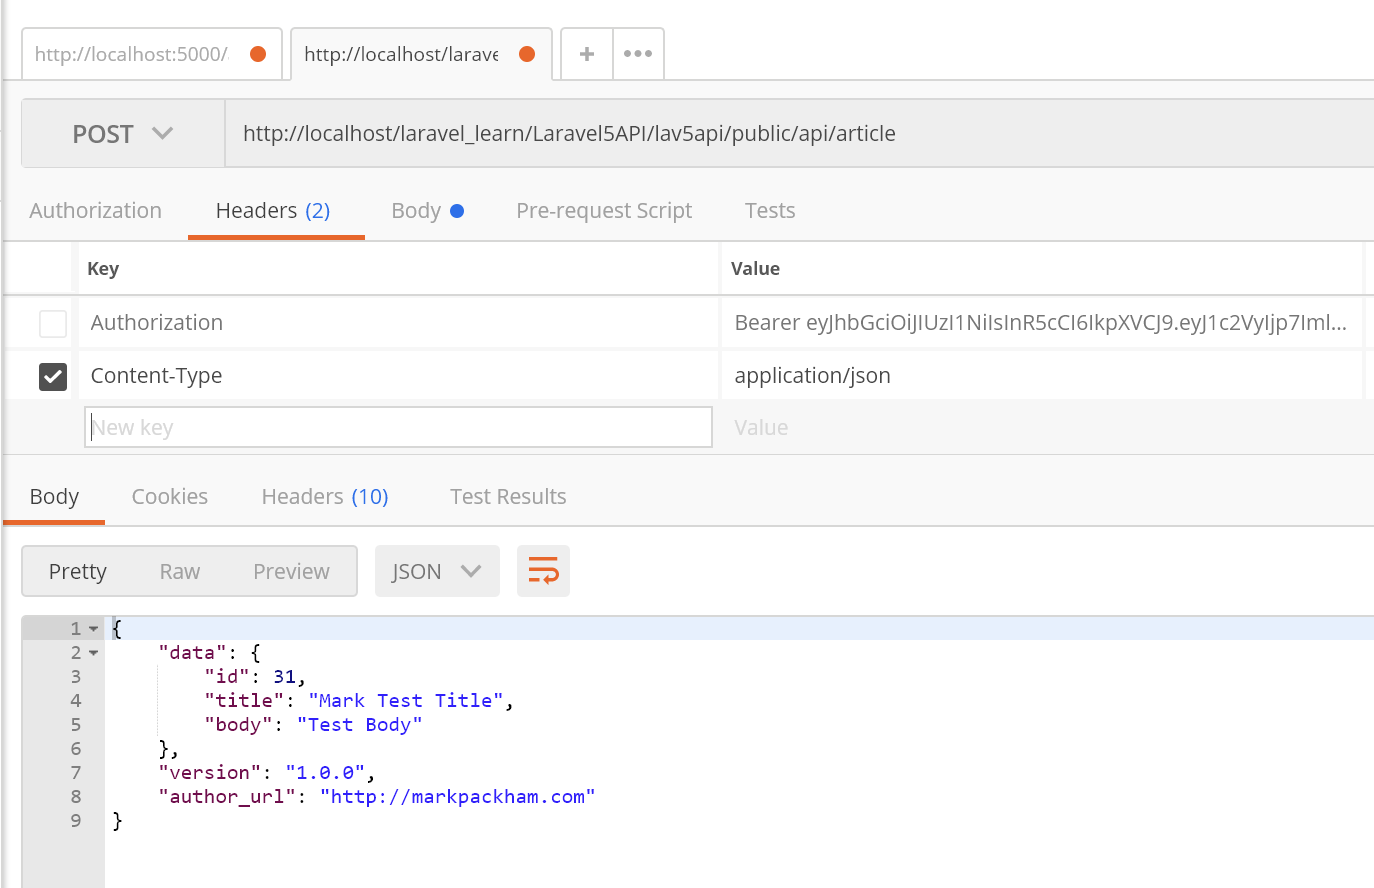 http://localhost:5000/
http://localhost/larave
+ •••
POST http://localhost/laravel_learn/Laravel5API/lav5api/public/api/article
Authorization Headers (2) Body Pre-request Script Tests
Key Value
Authorization Bearer eyJhbGciOiJIUzI1NiIsInR5cCI6IkpXVCJ9.eyJ1c2VyIjp7Iml...
Content-Type application/json
New key Value
Body Cookies Headers (10) Test Results
Pretty Raw Preview JSON
1 {
2 "data": {
3 "id": 31,
4 "title": "Mark Test Title",
5 "body": "Test Body"
6 },
7 "version": "1.0.0",
8 "author_url": "http://markpackham.com"
9 }